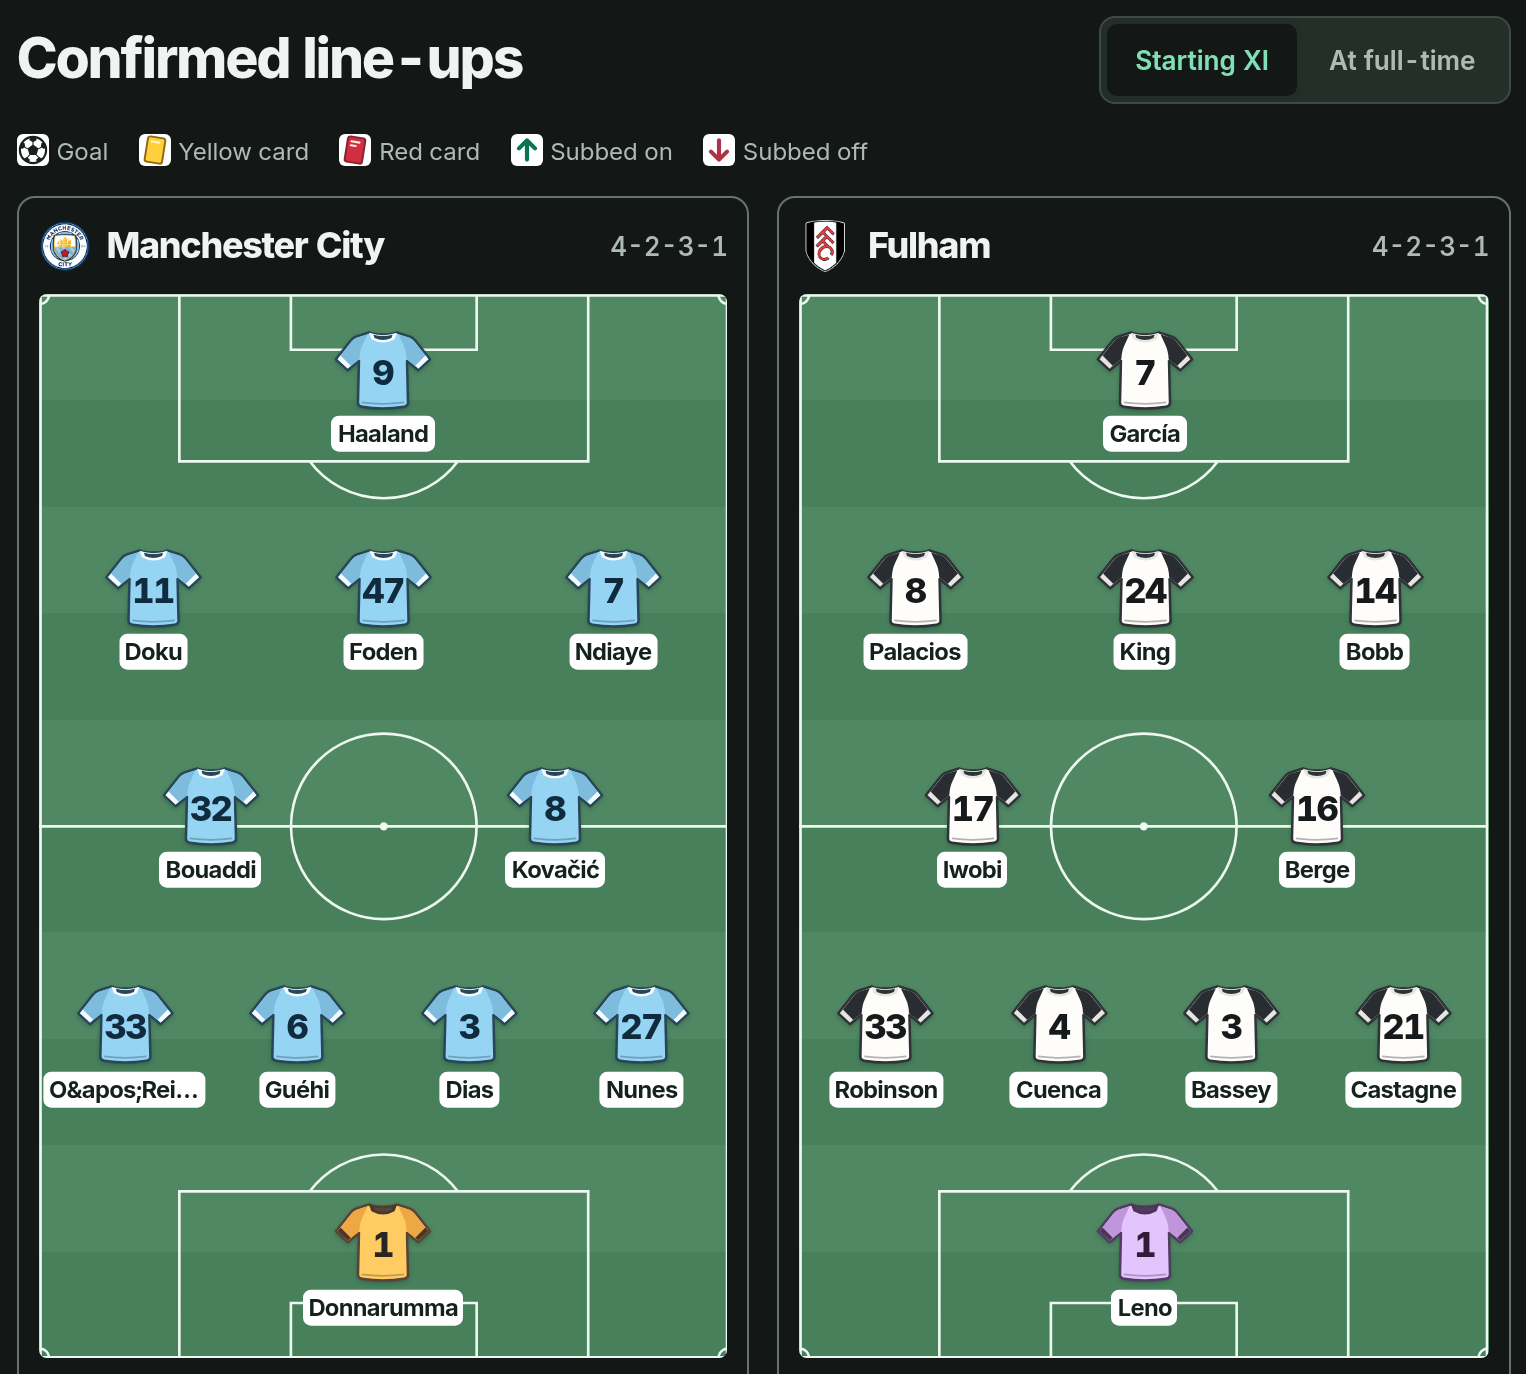 Confirmed line-ups
Starting XI
At full-time
Goal
Yellow card
Red card
Subbed on
Subbed off
MANCHESTER
CITY
Manchester City
4-2-3-1
9
Haaland
11
47
7
Doku
Foden
Ndiaye
32
8
Bouaddi
Kovačić
33
6
3
27
O&apos;Rei…
Guéhi
Dias
Nunes
1
Donnarumma
Fulham
4-2-3-1
7
García
8
24
14
Palacios
King
Bobb
17
16
Iwobi
Berge
33
4
3
21
Robinson
Cuenca
Bassey
Castagne
1
Leno